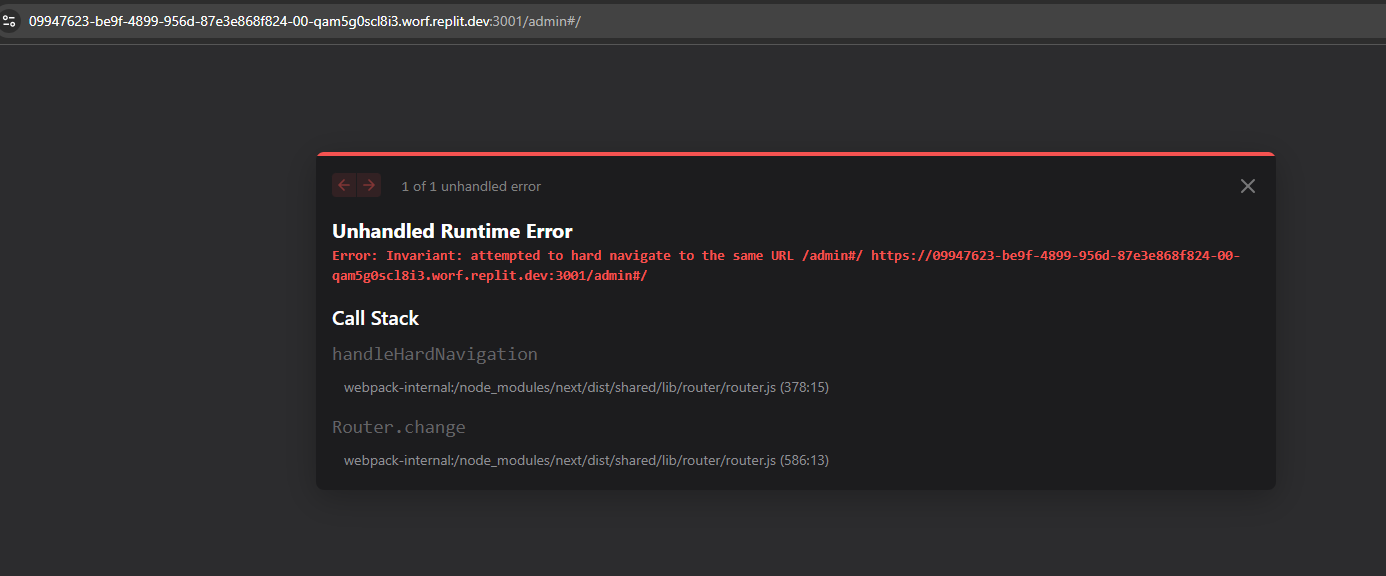 09947623-be9f-4899-956d-87e3e868f824-00-qam5g0scl8i3.worf.replit.dev:3001/admin#/
1 of 1 unhandled error
Unhandled Runtime Error
Error: Invariant: attempted to hard navigate to the same URL /admin#/ https://09947623-be9f-4899-956d-87e3e868f824-00-
qam5g0scl8i3.worf.replit.dev:3001/admin#/
Call Stack
handleHardNavigation
webpack-internal:/node_modules/next/dist/shared/lib/router/router.js (378:15)
Router.change
webpack-internal:/node_modules/next/dist/shared/lib/router/router.js (586:13)